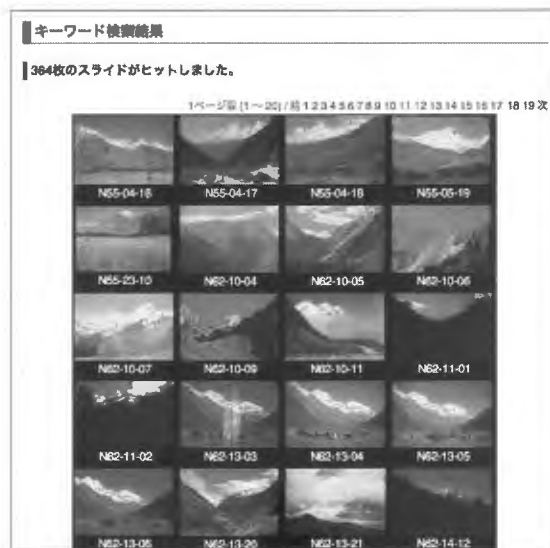 キーワード検索結果
364枚のスライドがヒットしました。
1ページ目 (1 ~ 20) / 前 1 2 3 4 5 6 7 8 9 10 11 12 13 14 15 16 17 18 19 次
N55-04-16 N55-04-17 N55-04-18 N55-05-19
N55-23-10 N62-10-04 N62-10-05 N62-10-06
N62-10-07 N62-10-09 N62-10-11 N62-11-01
N62-11-02 N62-13-03 N62-13-04 N62-13-05
N62-13-06 N62-13-20 N62-13-21 N62-14-12